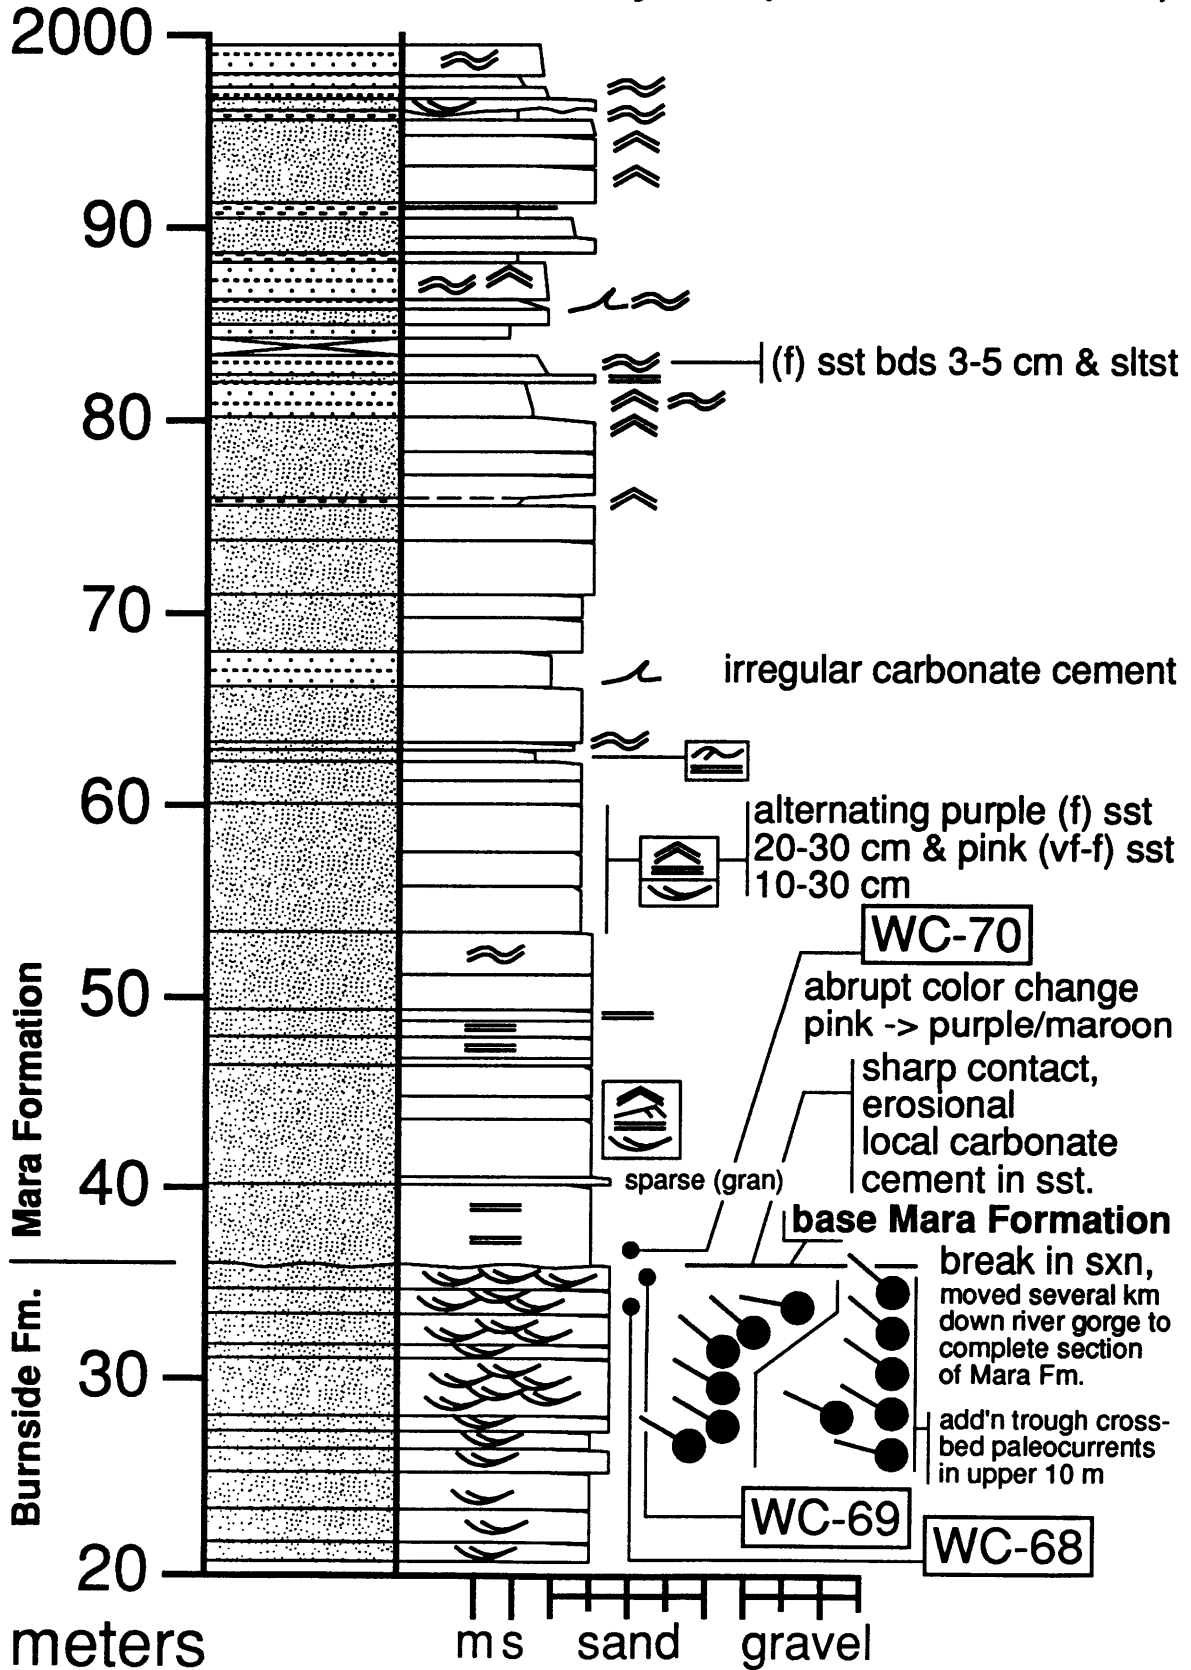 2000
90
(f) sst bds 3-5 cm & sltst
80
70
irregular carbonate cement
60
alternating purple (f) sst
20-30 cm & pink (vf-f) sst
10-30 cm
WC-70
50
abrupt color change
pink -> purple/maroon
sharp contact,
erosional
local carbonate
cement in sst.
Mara Formation
40
sparse (gran)
base Mara Formation
break in sxn,
moved several km
down river gorge to
complete section
of Mara Fm.
Burnside Fm.
30
add'n trough cross-
bed paleocurrents
in upper 10 m
WC-69
WC-68
20
meters
m s sand gravel